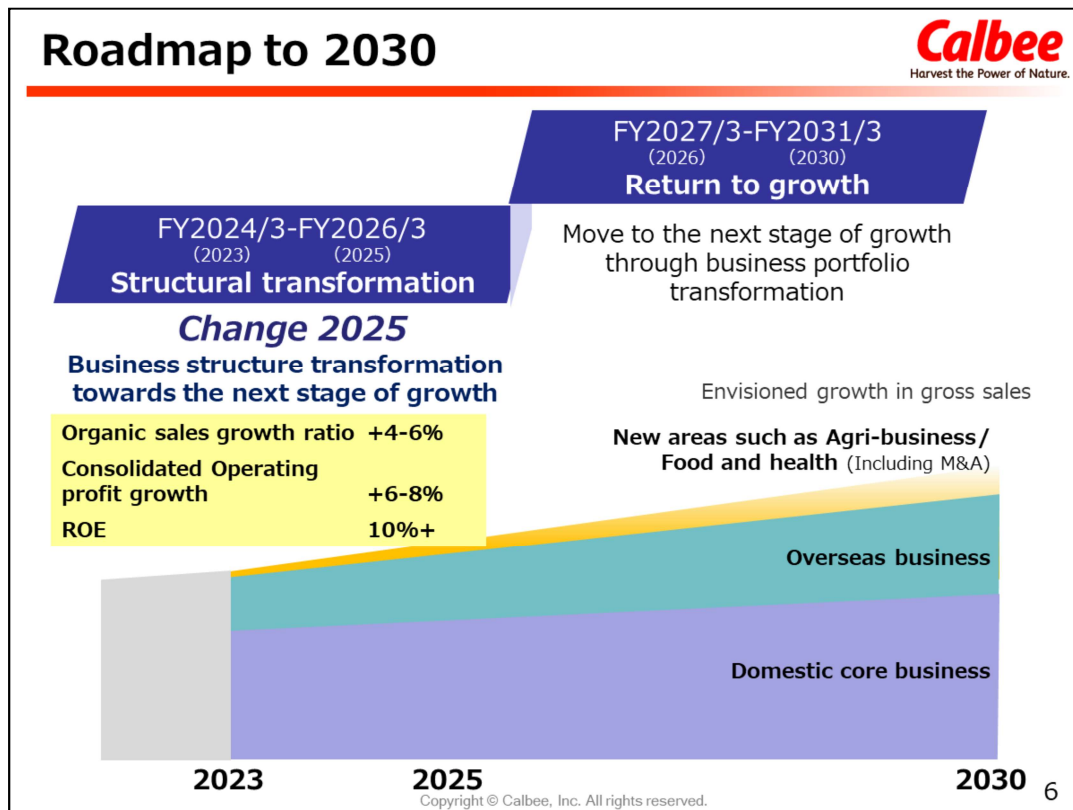 Roadmap to 2030
Calbee
Harvest the Power of Nature.
FY2027/3-FY2031/3
(2026) (2030)
Return to growth
FY2024/3-FY2026/3
(2023) (2025)
Structural transformation
Move to the next stage of growth
through business portfolio
transformation
Change 2025
Business structure transformation
towards the next stage of growth
Organic sales growth ratio +4-6%
Consolidated Operating
profit growth +6-8%
ROE 10%+
Envisioned growth in gross sales
New areas such as Agri-business/
Food and health (Including M&A)
Overseas business
Domestic core business
2023 2025 2030
Copyright © Calbee, Inc. All rights reserved.
6